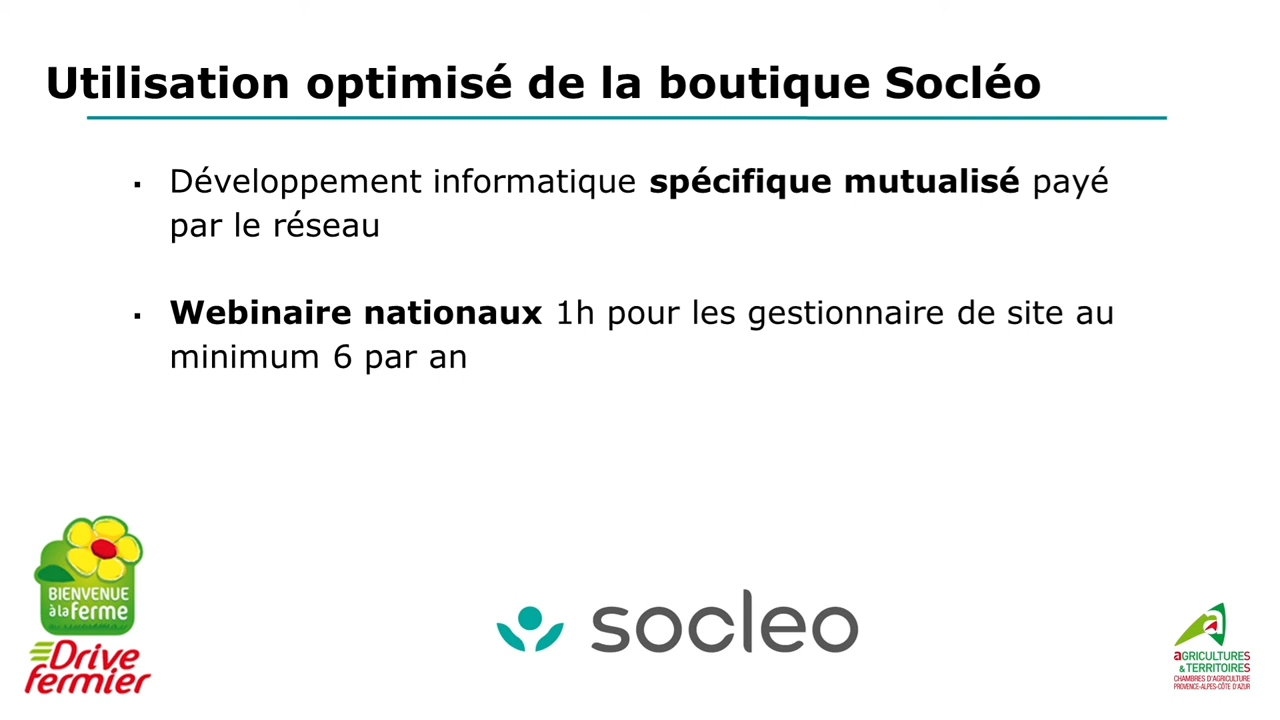 Utilisation optimisé de la boutique Socléo
▪ Développement informatique spécifique mutualisé payé
par le réseau
▪ Webinaire nationaux 1h pour les gestionnaire de site au
minimum 6 par an
BIENVENUE
à la ferme
Drive
fermier
socleo
a
AGRICULTURES
& TERRITOIRES
CHAMBRES D'AGRICULTURE
PROVENCE-ALPES-CÔTE D'AZUR